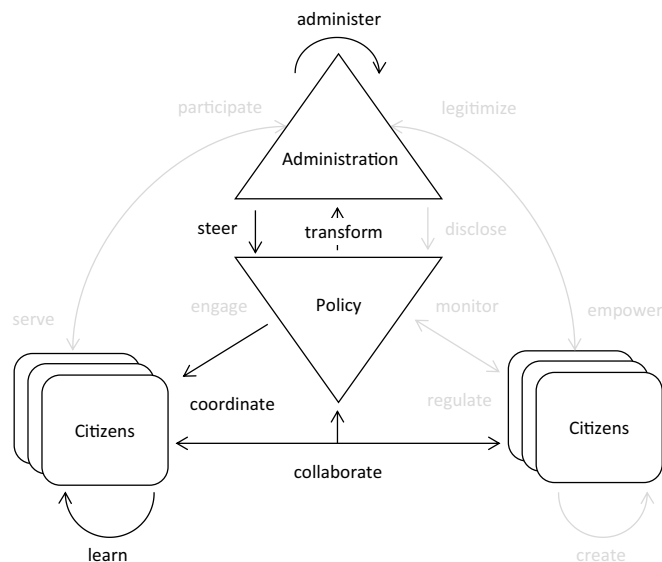 administer
participate
legitimize
Administration
steer
transform
disclose
engage
Policy
monitor
serve
empower
coordinate
regulate
Citizens
Citizens
collaborate
learn
create